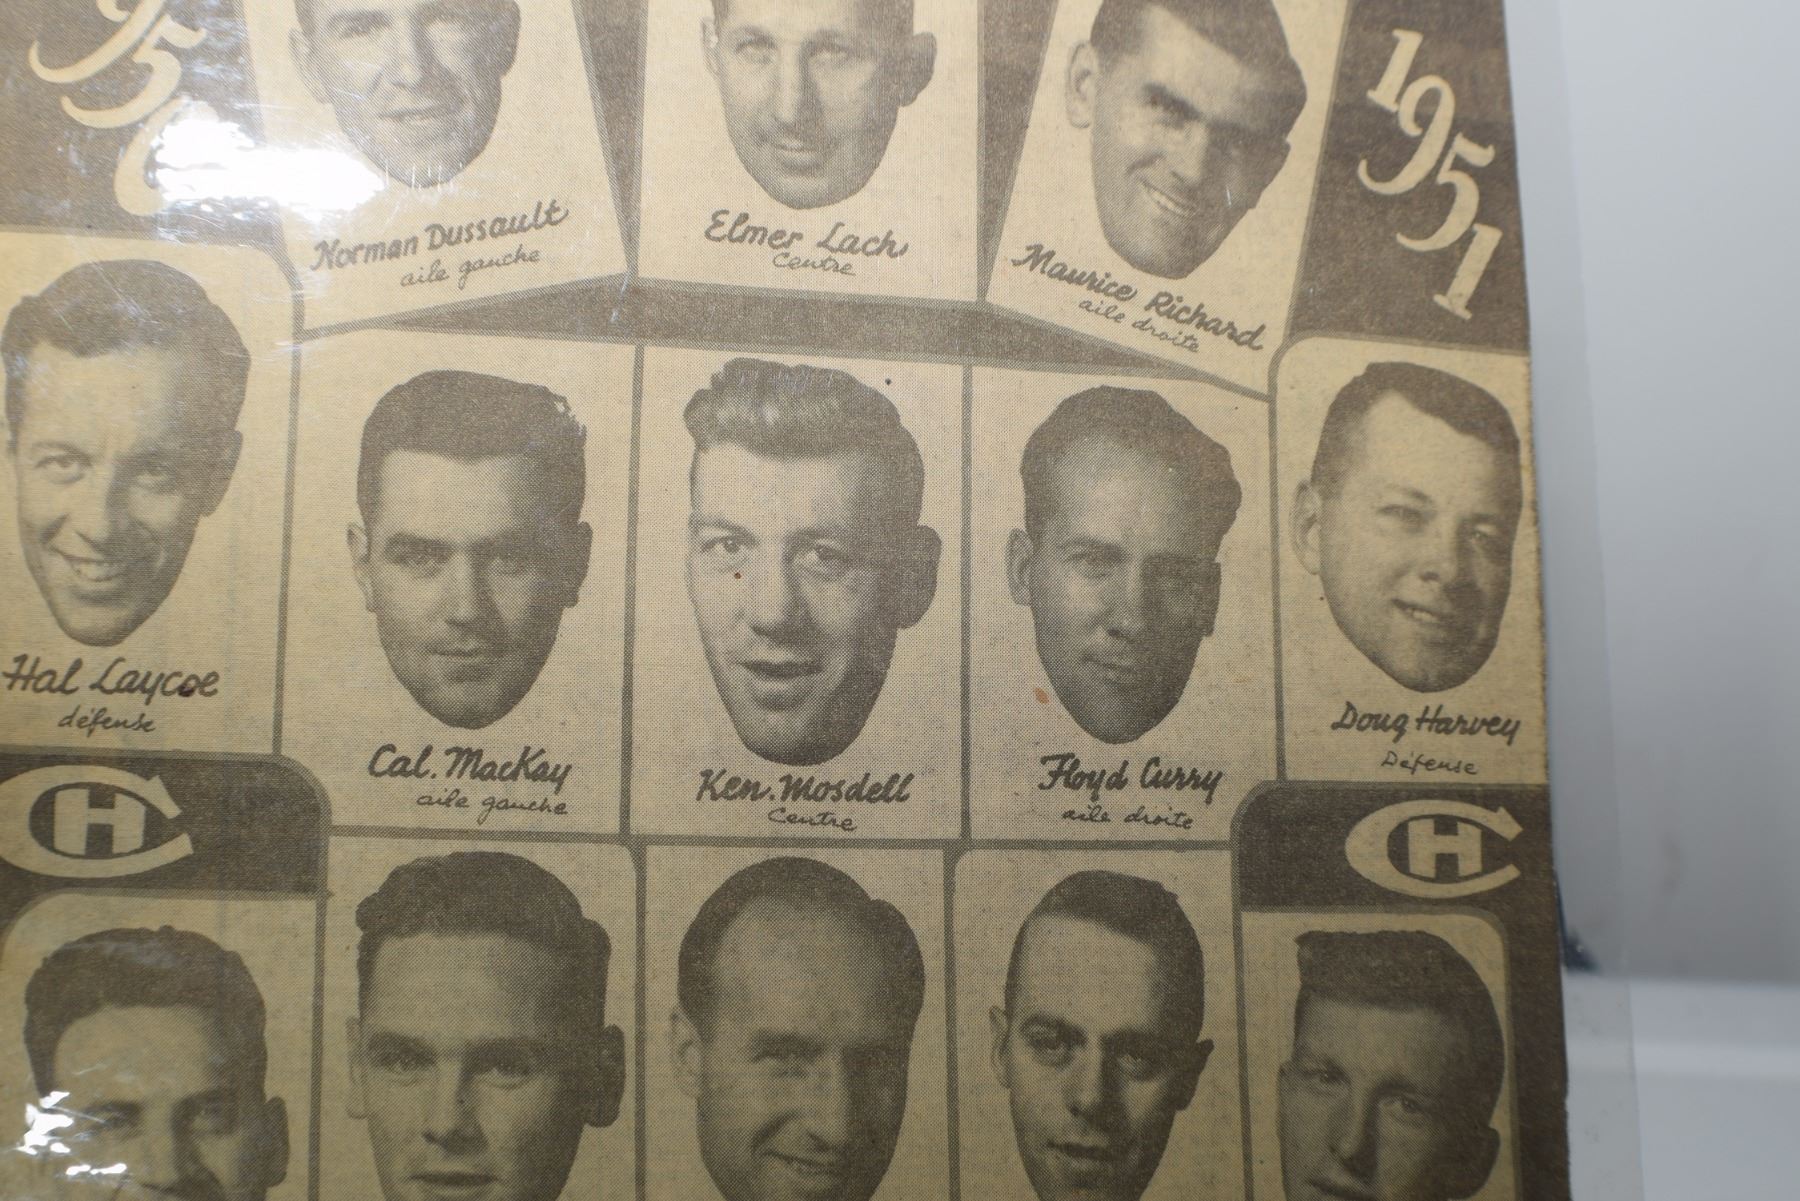 950
1951
Norman Dussault
aile gauche
Elmer Lach
Centre
Maurice Richard
aile droite
Hal Laycoe
défense
Cal. MacKay
aile gauche
Ken. Mosdell
Centre
Floyd Curry
aile droite
Doug Harvey
Défense
CH
CH